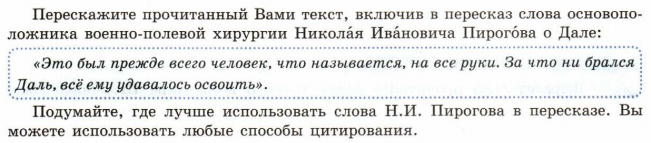 Перескажите прочитанный Вами текст, включив в пересказ слова основопо-
ложника военно-полевой хирургии Никола́я Ива́новича Пирого́ва о Дале:
«Это был прежде всего человек, что называется, на все руки. За что ни брался
Даль, всё ему удавалось освоить».
Подумайте, где лучше использовать слова Н.И. Пирогова в пересказе. Вы
можете использовать любые способы цитирования.